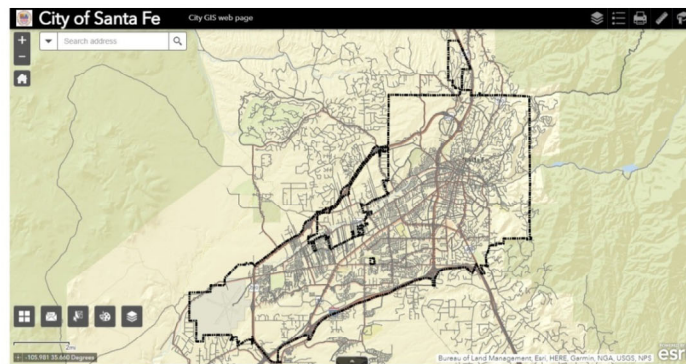 City of Santa Fe
City GIS web page
Search address
-105.981 35.660 Degrees
Bureau of Land Management, Esri, HERE, Garmin, NGA, USGS, NPS
esri